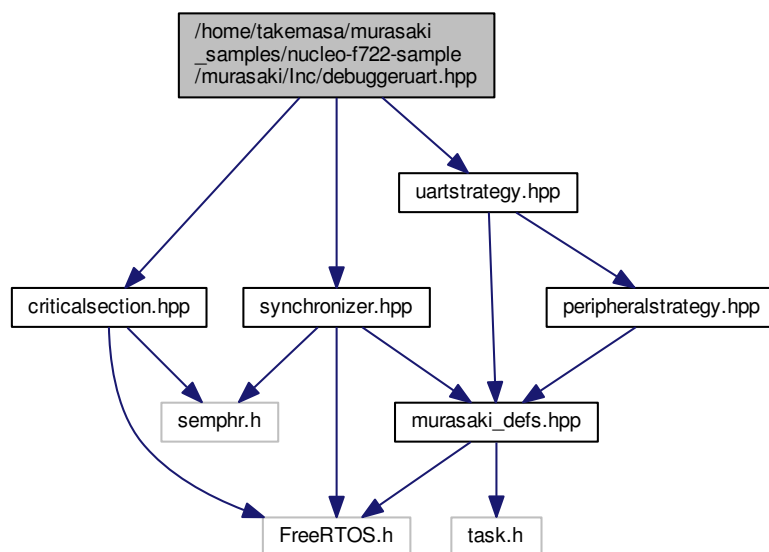 /home/takemasa/murasaki
_samples/nucleo-f722-sample
/murasaki/Inc/debuggeruart.hpp
uartstrategy.hpp
criticalsection.hpp
synchronizer.hpp
peripheralstrategy.hpp
semphr.h
murasaki_defs.hpp
FreeRTOS.h
task.h